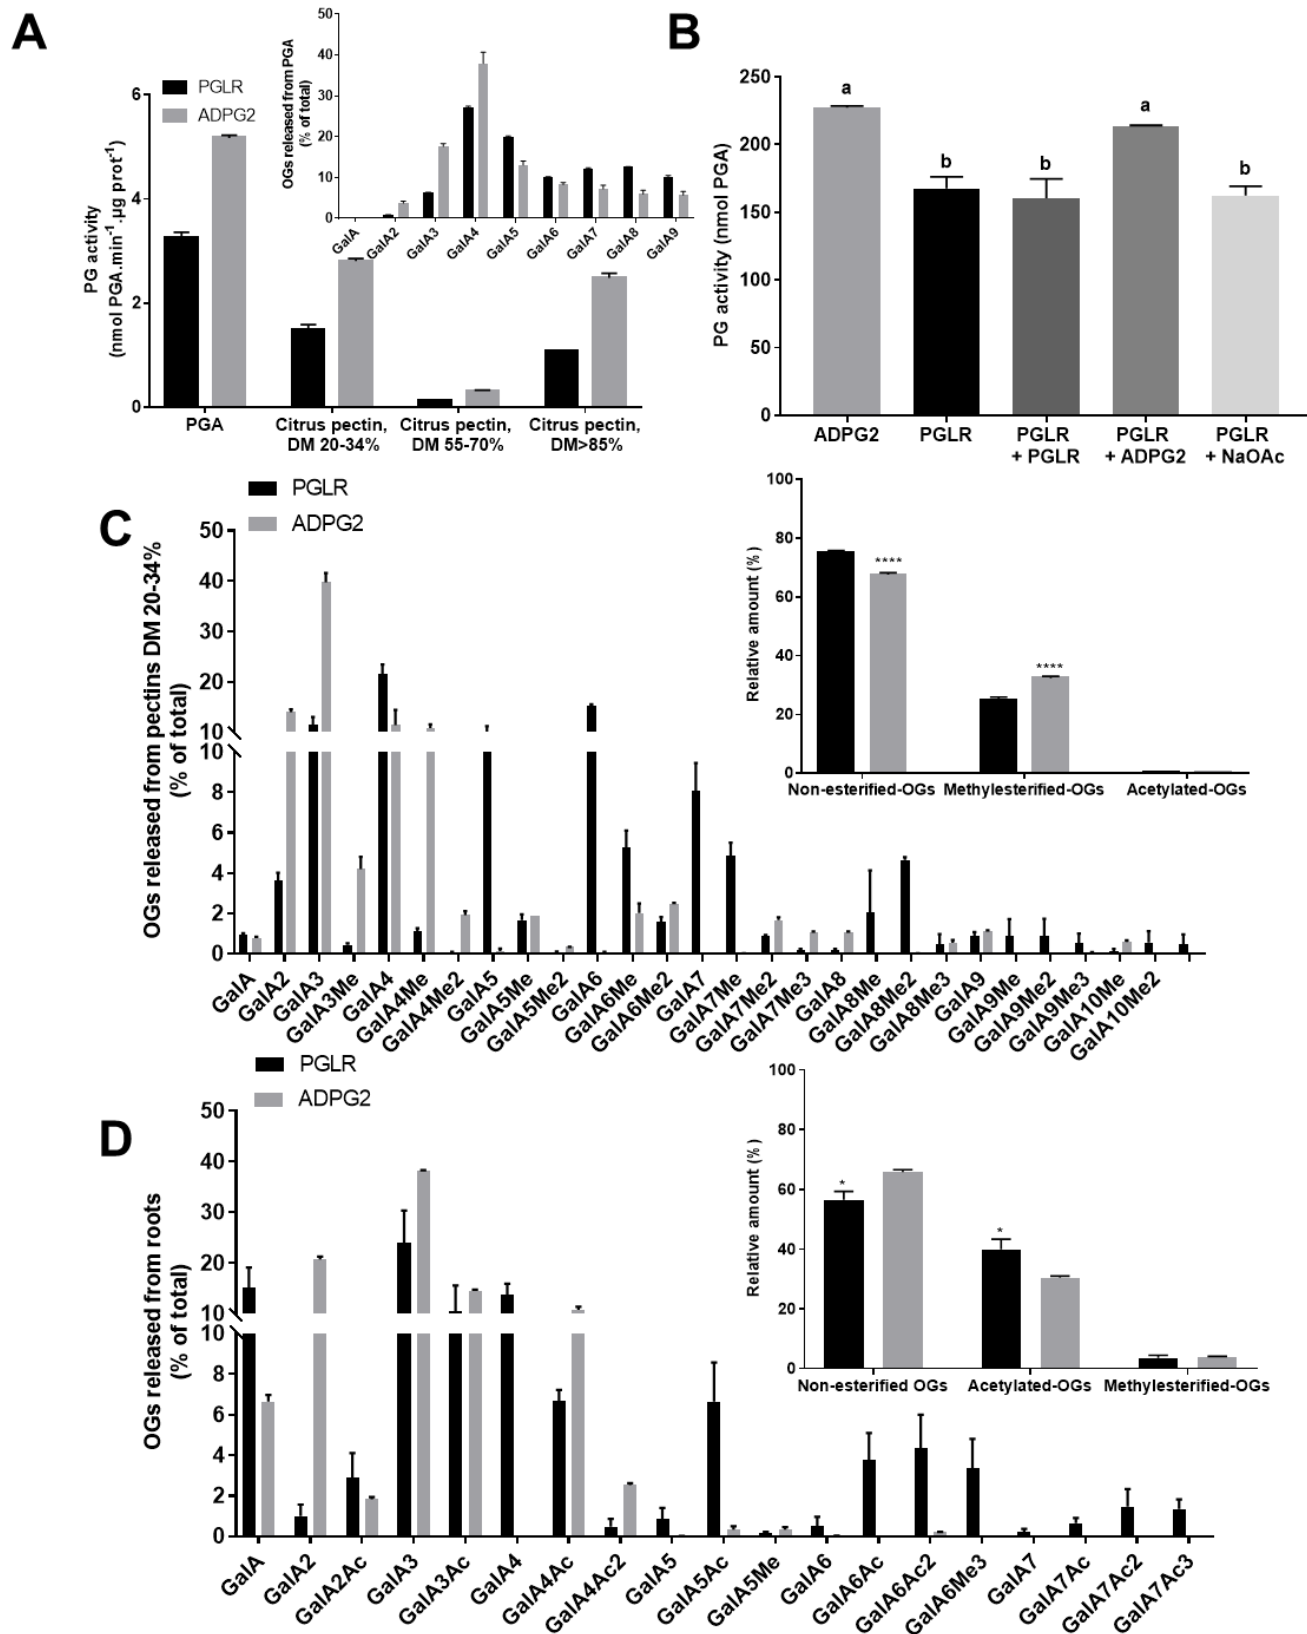 A
PGLR
ADPG2
PG activity
(nmol PGA.min-1.µg prot-1)
6
4
2
0
PGA
Citrus pectin,
DM 20-34%
Citrus pectin,
DM 55-70%
Citrus pectin,
DM>85%
OGs released from PGA
(% of total)
50
40
30
20
10
0
GalA
GalA2
GalA3
GalA4
GalA5
GalA6
GalA7
GalA8
GalA9
B
PG activity (nmol PGA)
250
200
150
100
50
0
a
b
b
a
b
ADPG2
PGLR
PGLR
+ PGLR
PGLR
+ ADPG2
PGLR
+ NaOAc
C
PGLR
ADPG2
OGs released from pectins DM 20-34%
(% of total)
50
40
30
20
10
10
8
6
4
2
0
GalA
GalA2
GalA3
GalA3Me
GalA4
GalA4Me
GalA4Me2
GalA5
GalA5Me
GalA5Me2
GalA6
GalA6Me
GalA6Me2
GalA7
GalA7Me
GalA7Me2
GalA7Me3
GalA8
GalA8Me
GalA8Me2
GalA8Me3
GalA9
GalA9Me
GalA9Me2
GalA9Me3
GalA10Me
GalA10Me2
Relative amount (%)
100
80
60
40
20
0
****
****
Non-esterified-OGs
Methylesterified-OGs
Acetylated-OGs
D
PGLR
ADPG2
OGs released from roots
(% of total)
50
40
30
20
10
10
8
6
4
2
0
GalA
GalA2
GalA2Ac
GalA3
GalA3Ac
GalA4
GalA4Ac
GalA4Ac2
GalA5
GalA5Ac
GalA5Me
GalA6
GalA6Ac
GalA6Ac2
GalA6Me3
GalA7
GalA7Ac
GalA7Ac2
GalA7Ac3
Relative amount (%)
100
80
60
40
20
0
*
*
Non-esterified OGs
Acetylated-OGs
Methylesterified-OGs